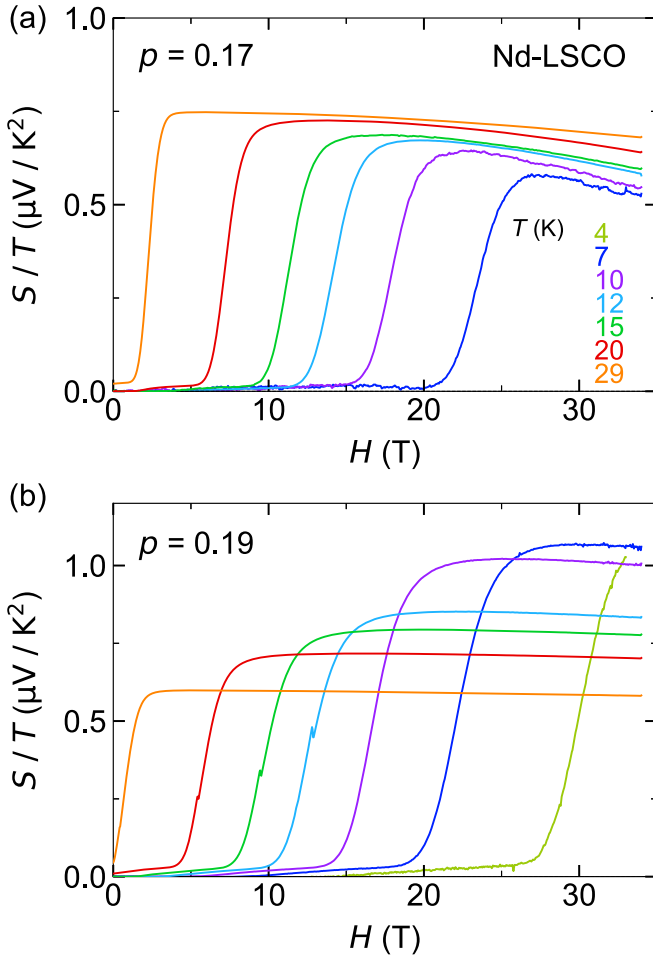 (a)
p = 0.17
Nd-LSCO
1.0
0.5
0.0
S / T (μV / K²)
T (K)
4
7
10
12
15
20
29
0 10 20 30
H (T)
(b)
p = 0.19
1.0
0.5
0.0
S / T (μV / K²)
0 10 20 30
H (T)